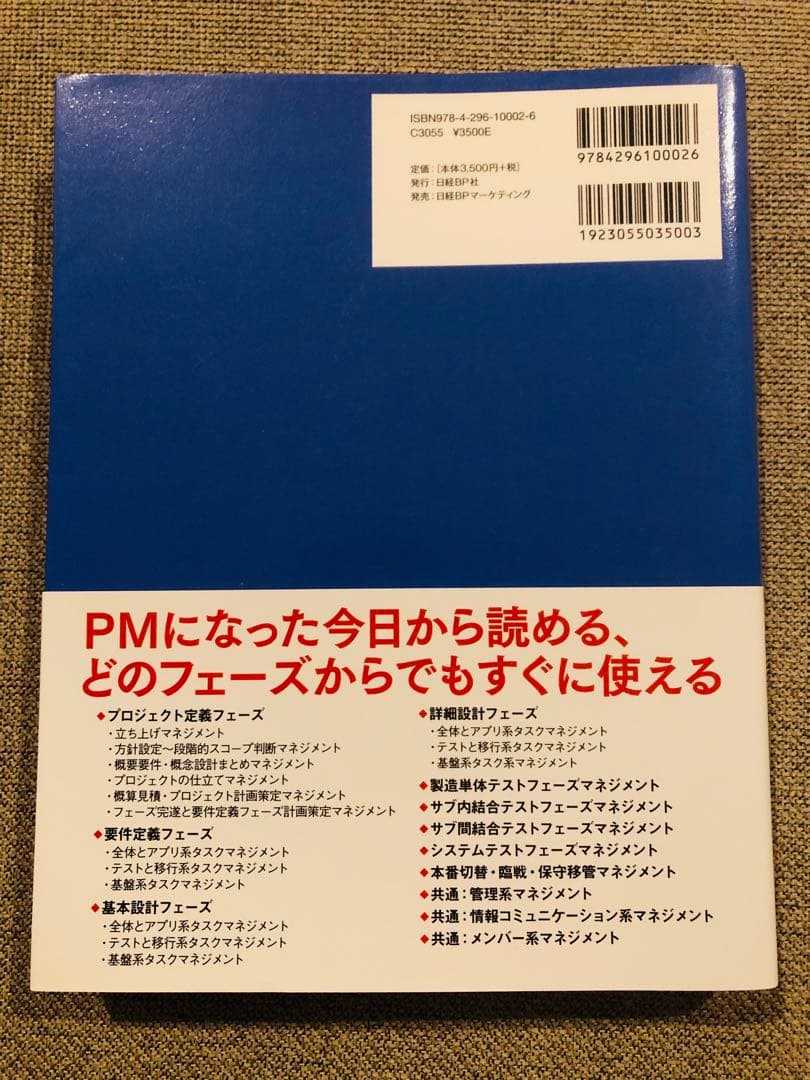 ISBN978-4-296-10002-6
C3055 ¥3500E
定価：[本体3,500円+税]
発行：日経BP社
発売：日経BPマーケティング
9784296100026
1923055035003
PMになった今日から読める、
どのフェーズからでもすぐに使える
◆プロジェクト定義フェーズ
・立ち上げマネジメント
・方針設定～段階的スコープ判断マネジメント
・概要要件・概念設計まとめマネジメント
・プロジェクトの仕立てマネジメント
・概算見積・プロジェクト計画策定マネジメント
・フェーズ完遂と要件定義フェーズ計画策定マネジメント
◆要件定義フェーズ
・全体とアプリ系タスクマネジメント
・テストと移行系タスクマネジメント
・基盤系タスクマネジメント
◆基本設計フェーズ
・全体とアプリ系タスクマネジメント
・テストと移行系タスクマネジメント
・基盤系タスクマネジメント
◆詳細設計フェーズ
・全体とアプリ系タスクマネジメント
・テストと移行系タスクマネジメント
・基盤系タスク系マネジメント
◆製造単体テストフェーズマネジメント
◆サブ内結合テストフェーズマネジメント
◆サブ間結合テストフェーズマネジメント
◆システムテストフェーズマネジメント
◆本番切替・臨戦・保守移管マネジメント
◆共通：管理系マネジメント
◆共通：情報コミュニケーション系マネジメント
◆共通：メンバー系マネジメント